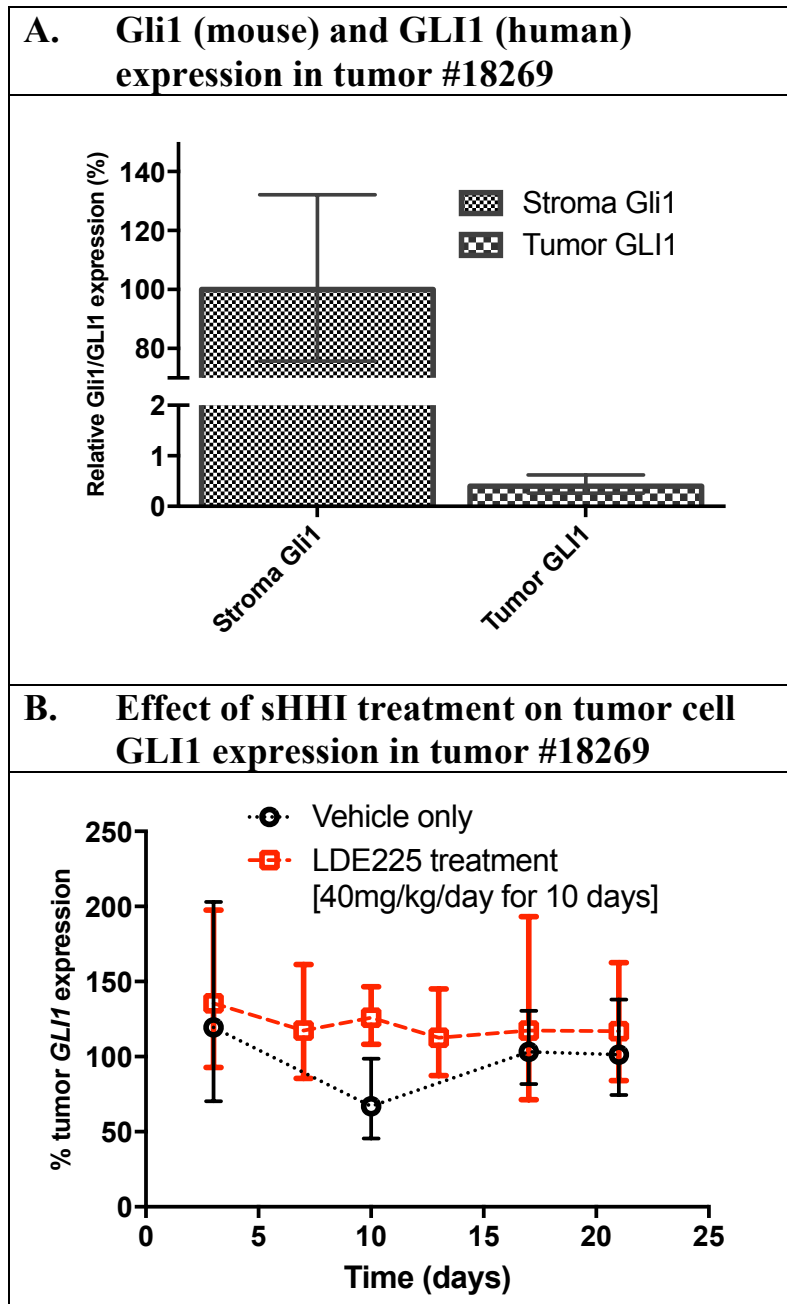 A. Gli1 (mouse) and GLI1 (human)
expression in tumor #18269
Relative Gli1/GLI1 expression (%)
140
120
100
80
2
1
0
Stroma Gli1
Tumor GLI1
Stroma Gli1
Tumor GLI1
B. Effect of sHHI treatment on tumor cell
GLI1 expression in tumor #18269
% tumor GLI1 expression
250
200
150
100
50
0
Vehicle only
LDE225 treatment
[40mg/kg/day for 10 days]
0 5 10 15 20 25
Time (days)